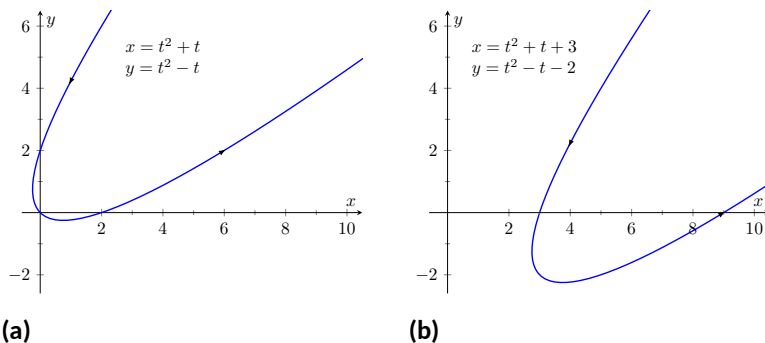 6
y
x = t² + t
y = t² − t
4
2
x
2
4
6
8
10
−2
(a)
6
y
x = t² + t + 3
y = t² − t − 2
4
2
x
2
4
6
8
10
−2
(b)